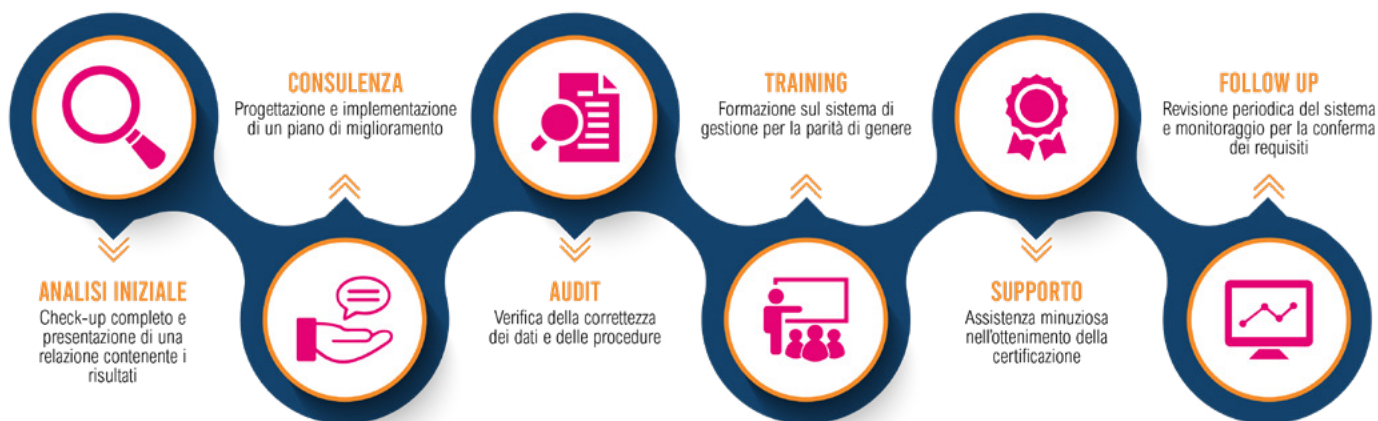 ANALISI INIZIALE
Check-up completo e
presentazione di una
relazione contenente i
risultati
CONSULENZA
Progettazione e implementazione
di un piano di miglioramento
AUDIT
Verifica della correttezza
dei dati e delle procedure
TRAINING
Formazione sul sistema di
gestione per la parità di genere
SUPPORTO
Assistenza minuziosa
nell'ottenimento della
certificazione
FOLLOW UP
Revisione periodica del sistema
e monitoraggio per la conferma
dei requisiti